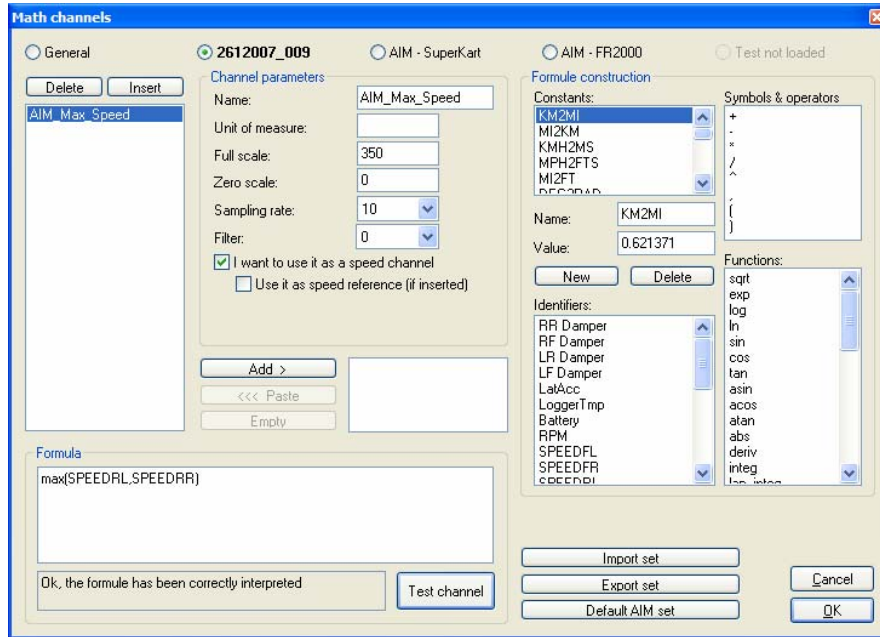 Math channels
General
2612007_009
AIM - SuperKart
AIM - FR2000
Test not loaded
Delete
Insert
AIM_Max_Speed
Channel parameters
Name:
AIM_Max_Speed
Unit of measure:
Full scale:
350
Zero scale:
0
Sampling rate:
10
Filter:
0
I want to use it as a speed channel
Use it as speed reference (if inserted)
Add >
<<< Paste
Empty
Formule construction
Constants:
KM2MI
MI2KM
KMH2MS
MPH2FTS
MI2FT
DEG2RAD
Name:
KM2MI
Value:
0.621371
New
Delete
Identifiers:
RR Damper
RF Damper
LR Damper
LF Damper
LatAcc
LoggerTmp
Battery
RPM
SPEEDFL
SPEEDFR
SPEEDRL
Symbols & operators
+
-
*
/
^
,
(
)
Functions:
sqrt
exp
log
ln
sin
cos
tan
asin
acos
atan
abs
deriv
integ
lap_integ
Formula
max(SPEEDRL,SPEEDRR)
Ok, the formule has been correctly interpreted
Test channel
Import set
Export set
Default AIM set
Cancel
OK